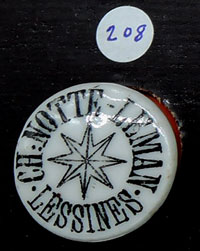 208
CH: NOTTE-LEMAN
· LESSINES ·